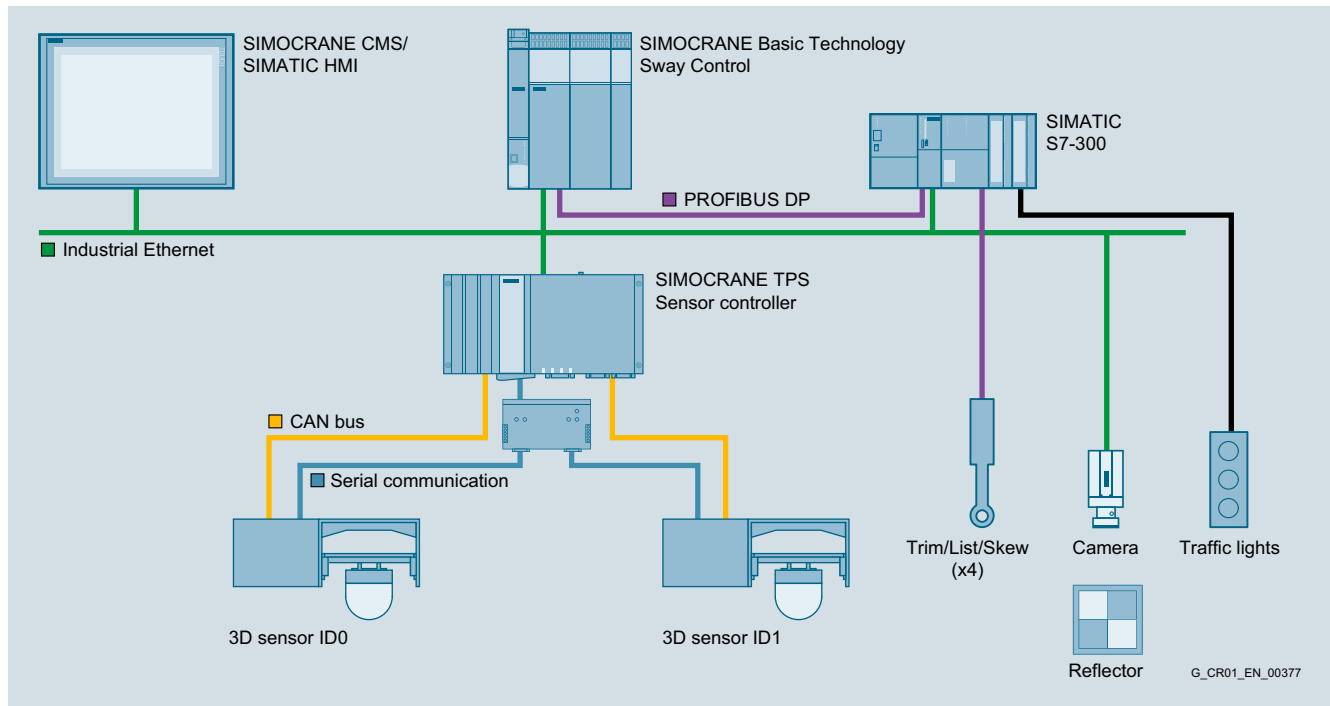 SIMOCRANE CMS/
SIMATIC HMI
SIMOCRANE Basic Technology
Sway Control
SIMATIC
S7-300
PROFIBUS DP
Industrial Ethernet
SIMOCRANE TPS
Sensor controller
CAN bus
Serial communication
Trim/List/Skew
(x4)
Camera
Traffic lights
3D sensor ID0
3D sensor ID1
Reflector
G_CR01_EN_00377